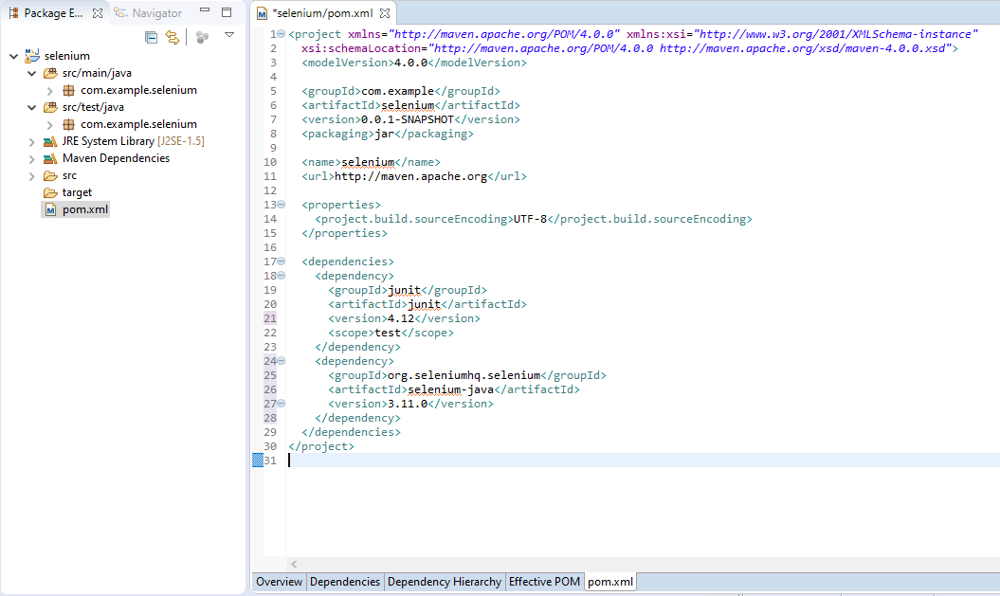 Package E...
Navigator
selenium
src/main/java
com.example.selenium
src/test/java
com.example.selenium
JRE System Library [J2SE-1.5]
Maven Dependencies
src
target
pom.xml
*selenium/pom.xml
1 <project xmlns="http://maven.apache.org/POM/4.0.0" xmlns:xsi="http://www.w3.org/2001/XMLSchema-instance"
2 xsi:schemaLocation="http://maven.apache.org/POM/4.0.0 http://maven.apache.org/xsd/maven-4.0.0.xsd">
3 <modelVersion>4.0.0</modelVersion>
4
5 <groupId>com.example</groupId>
6 <artifactId>selenium</artifactId>
7 <version>0.0.1-SNAPSHOT</version>
8 <packaging>jar</packaging>
9
10 <name>selenium</name>
11 <url>http://maven.apache.org</url>
12
13 <properties>
14 <project.build.sourceEncoding>UTF-8</project.build.sourceEncoding>
15 </properties>
16
17 <dependencies>
18 <dependency>
19 <groupId>junit</groupId>
20 <artifactId>junit</artifactId>
21 <version>4.12</version>
22 <scope>test</scope>
23 </dependency>
24 <dependency>
25 <groupId>org.seleniumhq.selenium</groupId>
26 <artifactId>selenium-java</artifactId>
27 <version>3.11.0</version>
28 </dependency>
29 </dependencies>
30 </project>
31
Overview
Dependencies
Dependency Hierarchy
Effective POM
pom.xml